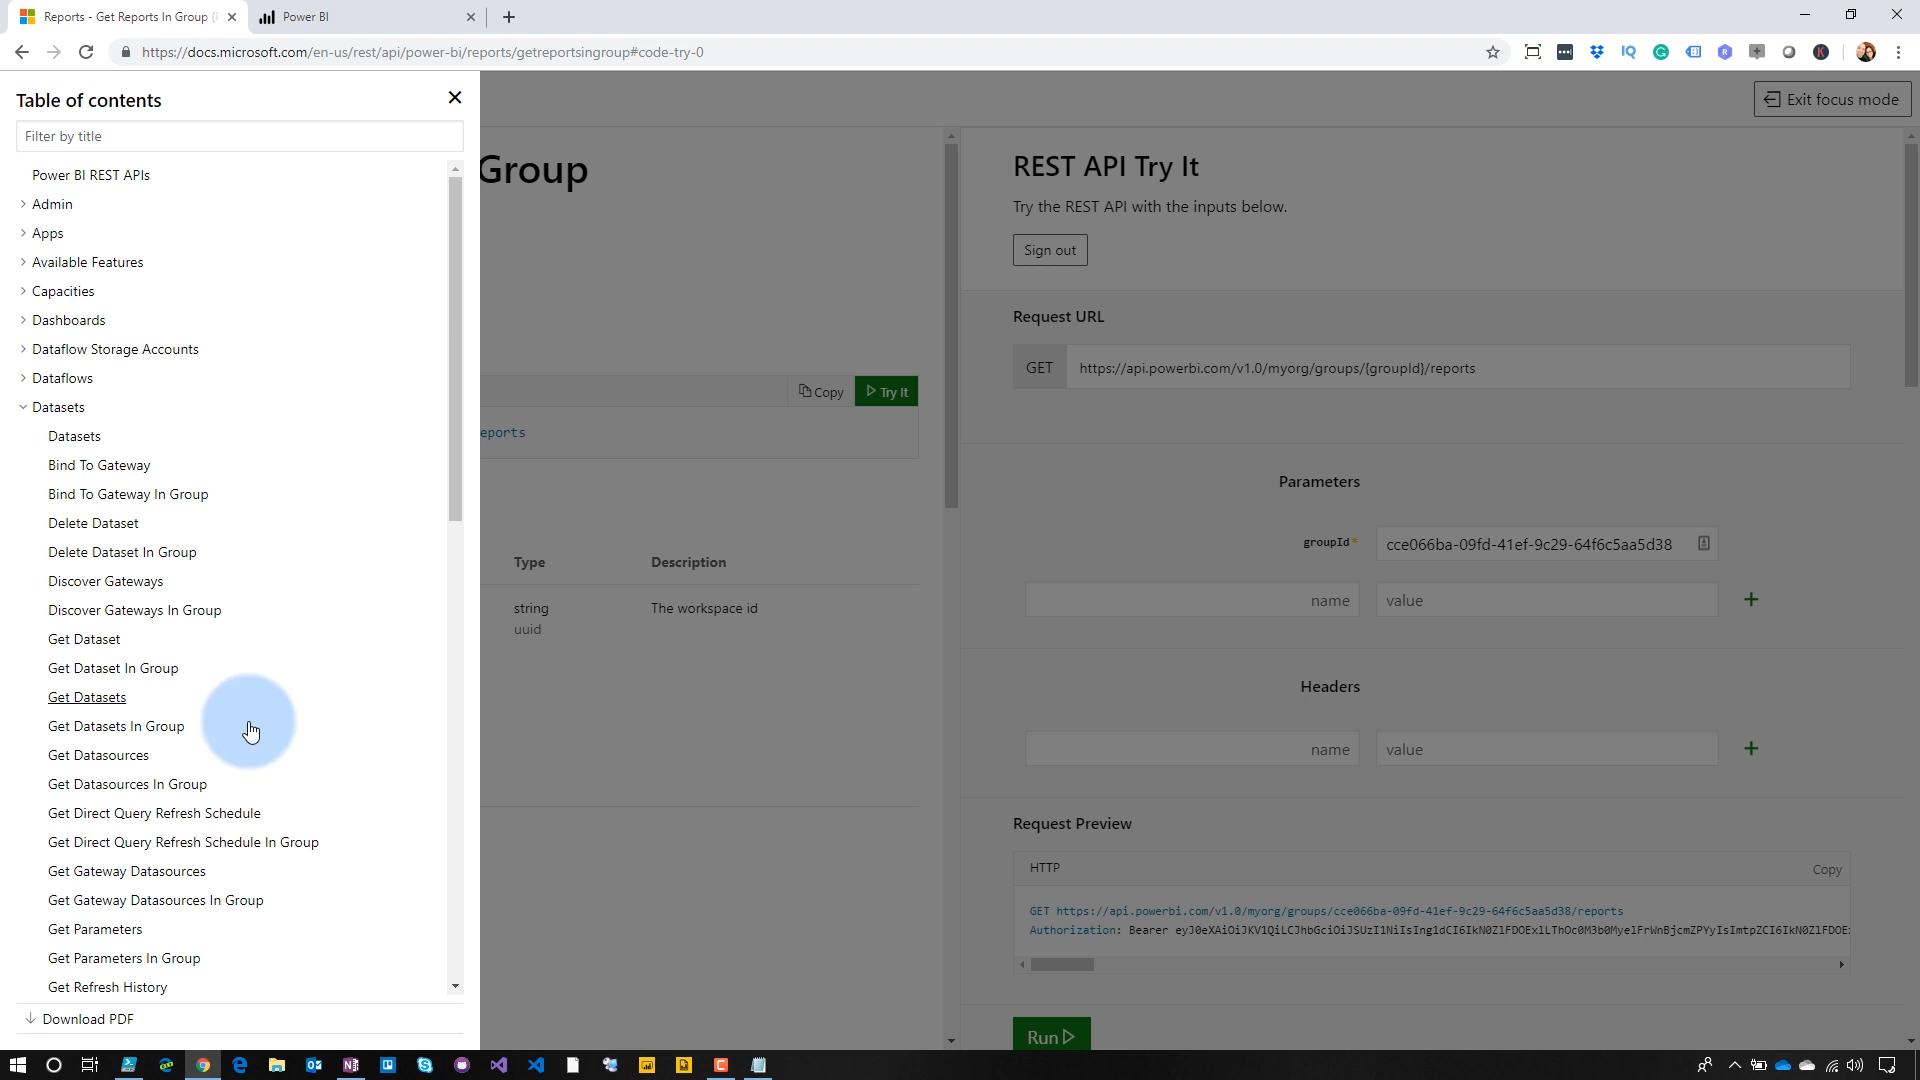 Reports - Get Reports In Group (
Power BI
https://docs.microsoft.com/en-us/rest/api/power-bi/reports/getreportsingroup#code-try-0
Table of contents
Exit focus mode
Filter by title
Group
REST API Try It
Power BI REST APIs
Admin
Try the REST API with the inputs below.
Apps
Sign out
Available Features
Capacities
Request URL
Dashboards
Dataflow Storage Accounts
GET https://api.powerbi.com/v1.0/myorg/groups/{groupId}/reports
Dataflows
Copy
Try It
Datasets
Datasets
eports
Bind To Gateway
Parameters
Bind To Gateway In Group
Delete Dataset
groupId* cce066ba-09fd-41ef-9c29-64f6c5aa5d38
Delete Dataset In Group
Type Description
Discover Gateways
name value
Discover Gateways In Group
string The workspace id
uuid
Get Dataset
Get Dataset In Group
Headers
Get Datasets
Get Datasets In Group
name value
Get Datasources
Get Datasources In Group
Get Direct Query Refresh Schedule
Request Preview
Get Direct Query Refresh Schedule In Group
HTTP Copy
Get Gateway Datasources
Get Gateway Datasources In Group
GET https://api.powerbi.com/v1.0/myorg/groups/cce066ba-09fd-41ef-9c29-64f6c5aa5d38/reports
Get Parameters
Authorization: Bearer
Get Parameters In Group
Get Refresh History
Download PDF
Run